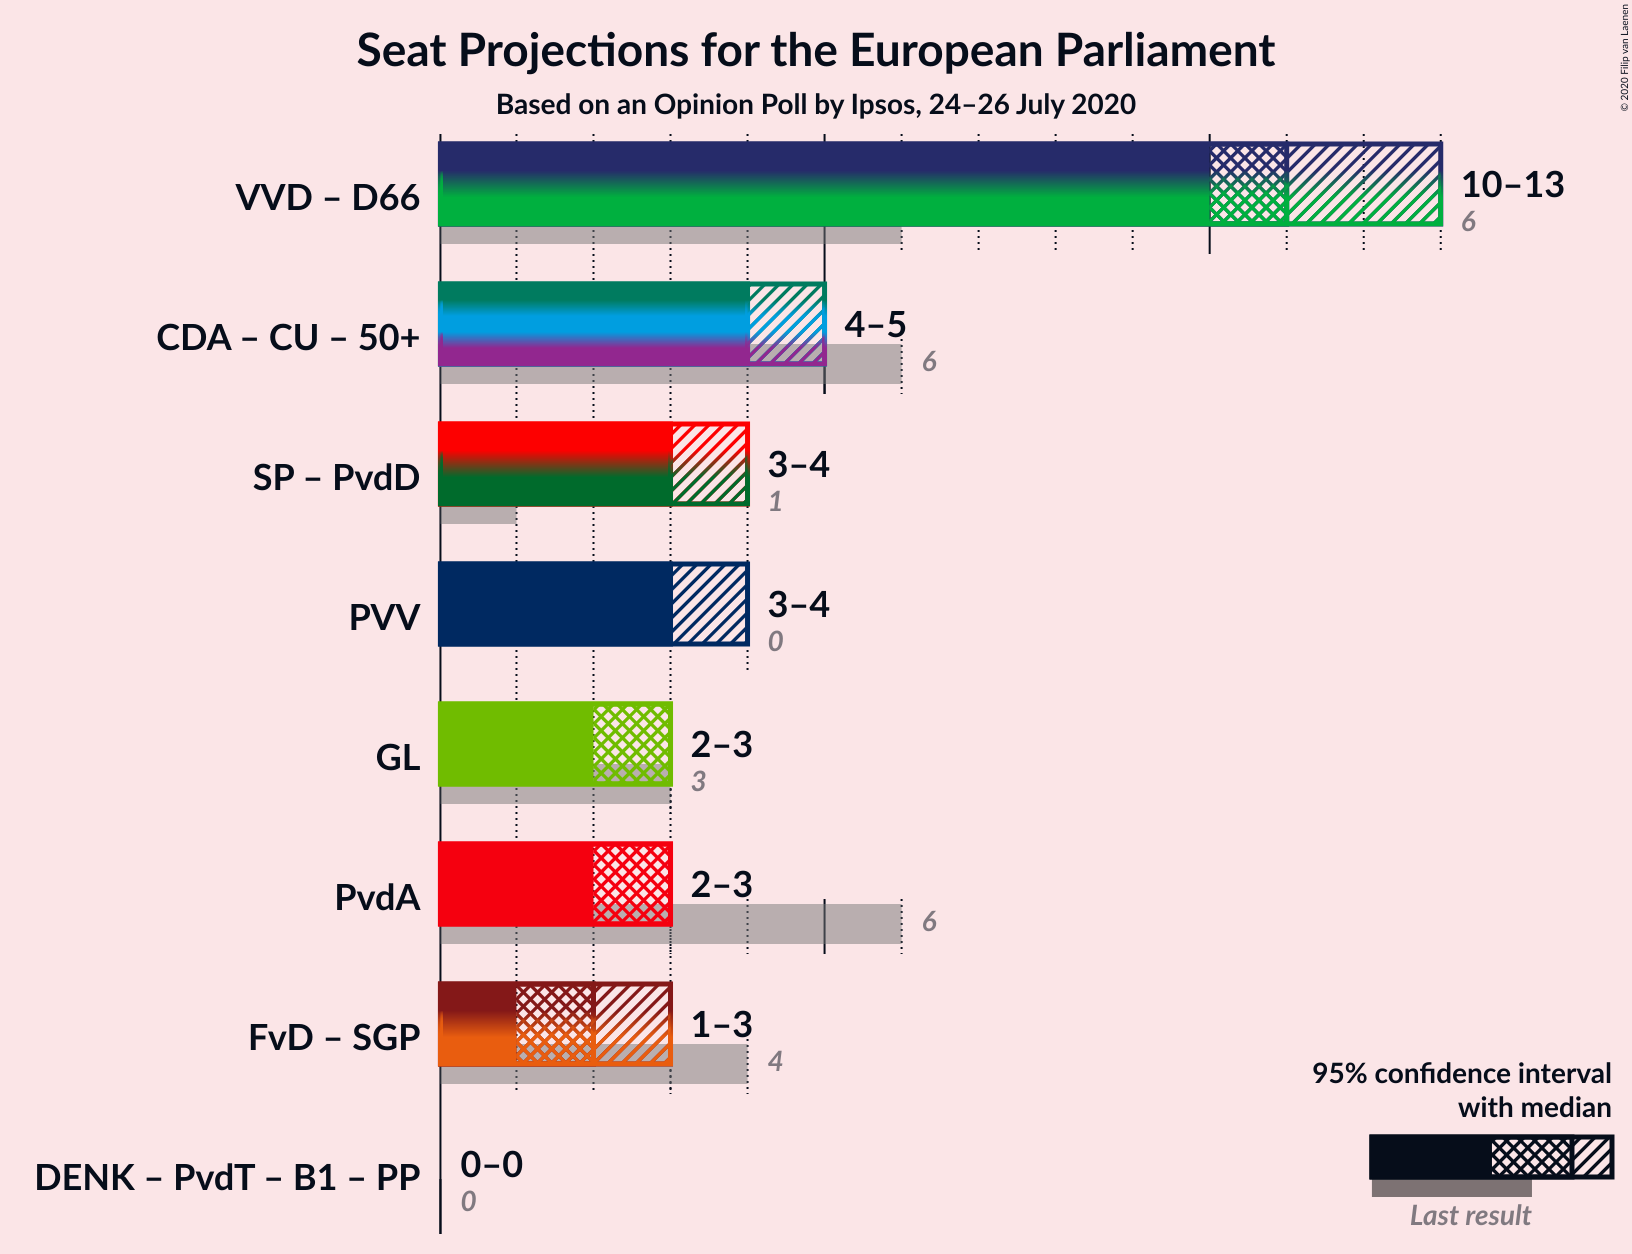 Seat Projections for the European Parliament
Based on an Opinion Poll by Ipsos, 24–26 July 2020
© 2020 Filip van Laenen
VVD – D66
10–13
6
CDA – CU – 50+
4–5
6
SP – PvdD
3–4
1
PVV
3–4
0
GL
2–3
3
PvdA
2–3
6
FvD – SGP
1–3
4
DENK – PvdT – B1 – PP
0–0
0
95% confidence interval
with median
Last result